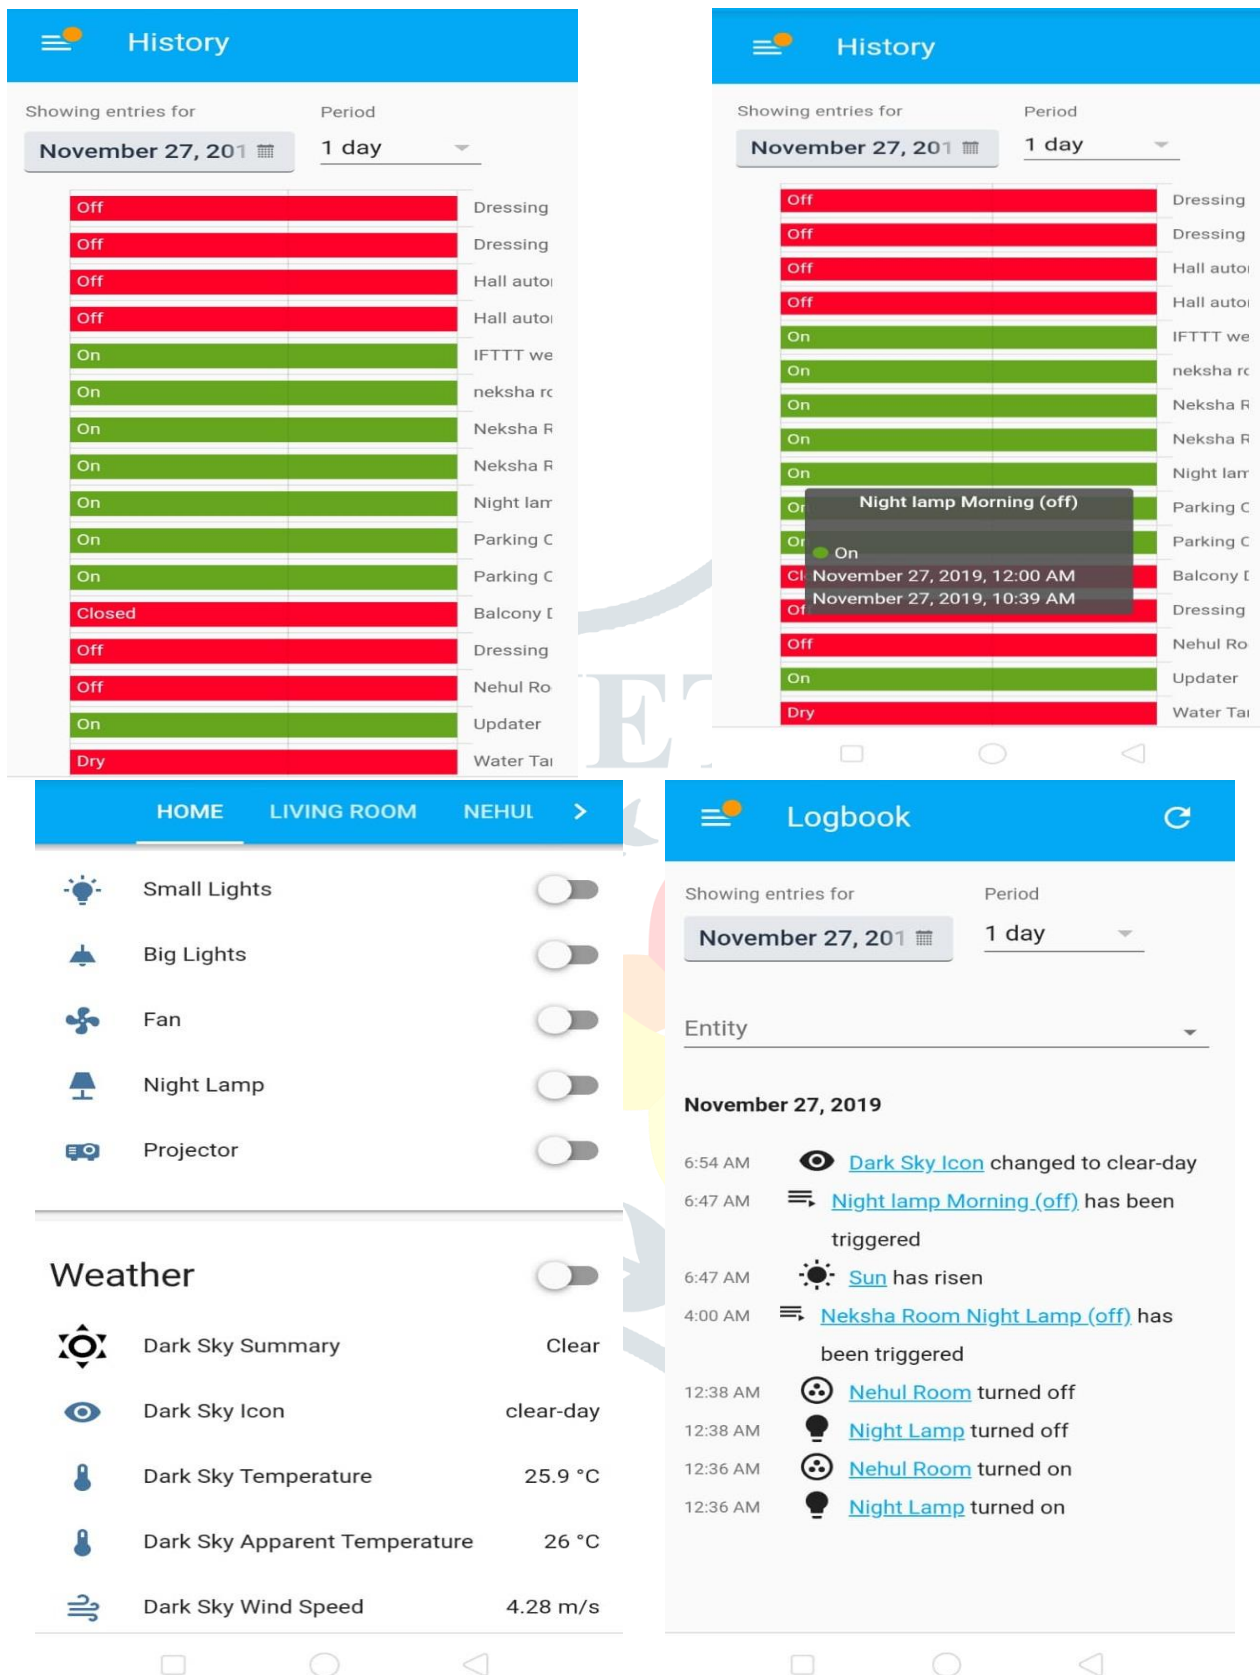 History
Showing entries for Period
November 27, 201 1 day
Off Dressing
Off Dressing
Off Hall auto
Off Hall auto
On IFTTT we
On neksha ro
On Neksha R
On Neksha R
On Night lam
On Parking C
On Parking C
Closed Balcony D
Off Dressing
Off Nehul Ro
On Updater
Dry Water Ta
History
Showing entries for Period
November 27, 201 1 day
Off Dressing
Off Dressing
Off Hall auto
Off Hall auto
On IFTTT we
On neksha ro
On Neksha R
On Neksha R
On Night lam
Night lamp Morning (off)
On
November 27, 2019, 12:00 AM
November 27, 2019, 10:39 AM
Parking C
Parking C
Balcony D
Dressing
Off Nehul Ro
On Updater
Dry Water Ta
HOME LIVING ROOM NEHUL
Small Lights
Big Lights
Fan
Night Lamp
Projector
Weather
Dark Sky Summary Clear
Dark Sky Icon clear-day
Dark Sky Temperature 25.9 °C
Dark Sky Apparent Temperature 26 °C
Dark Sky Wind Speed 4.28 m/s
Logbook
Showing entries for Period
November 27, 201 1 day
Entity
November 27, 2019
6:54 AM Dark Sky Icon changed to clear-day
6:47 AM Night lamp Morning (off) has been
triggered
6:47 AM Sun has risen
4:00 AM Neksha Room Night Lamp (off) has
been triggered
12:38 AM Nehul Room turned off
12:38 AM Night Lamp turned off
12:36 AM Nehul Room turned on
12:36 AM Night Lamp turned on